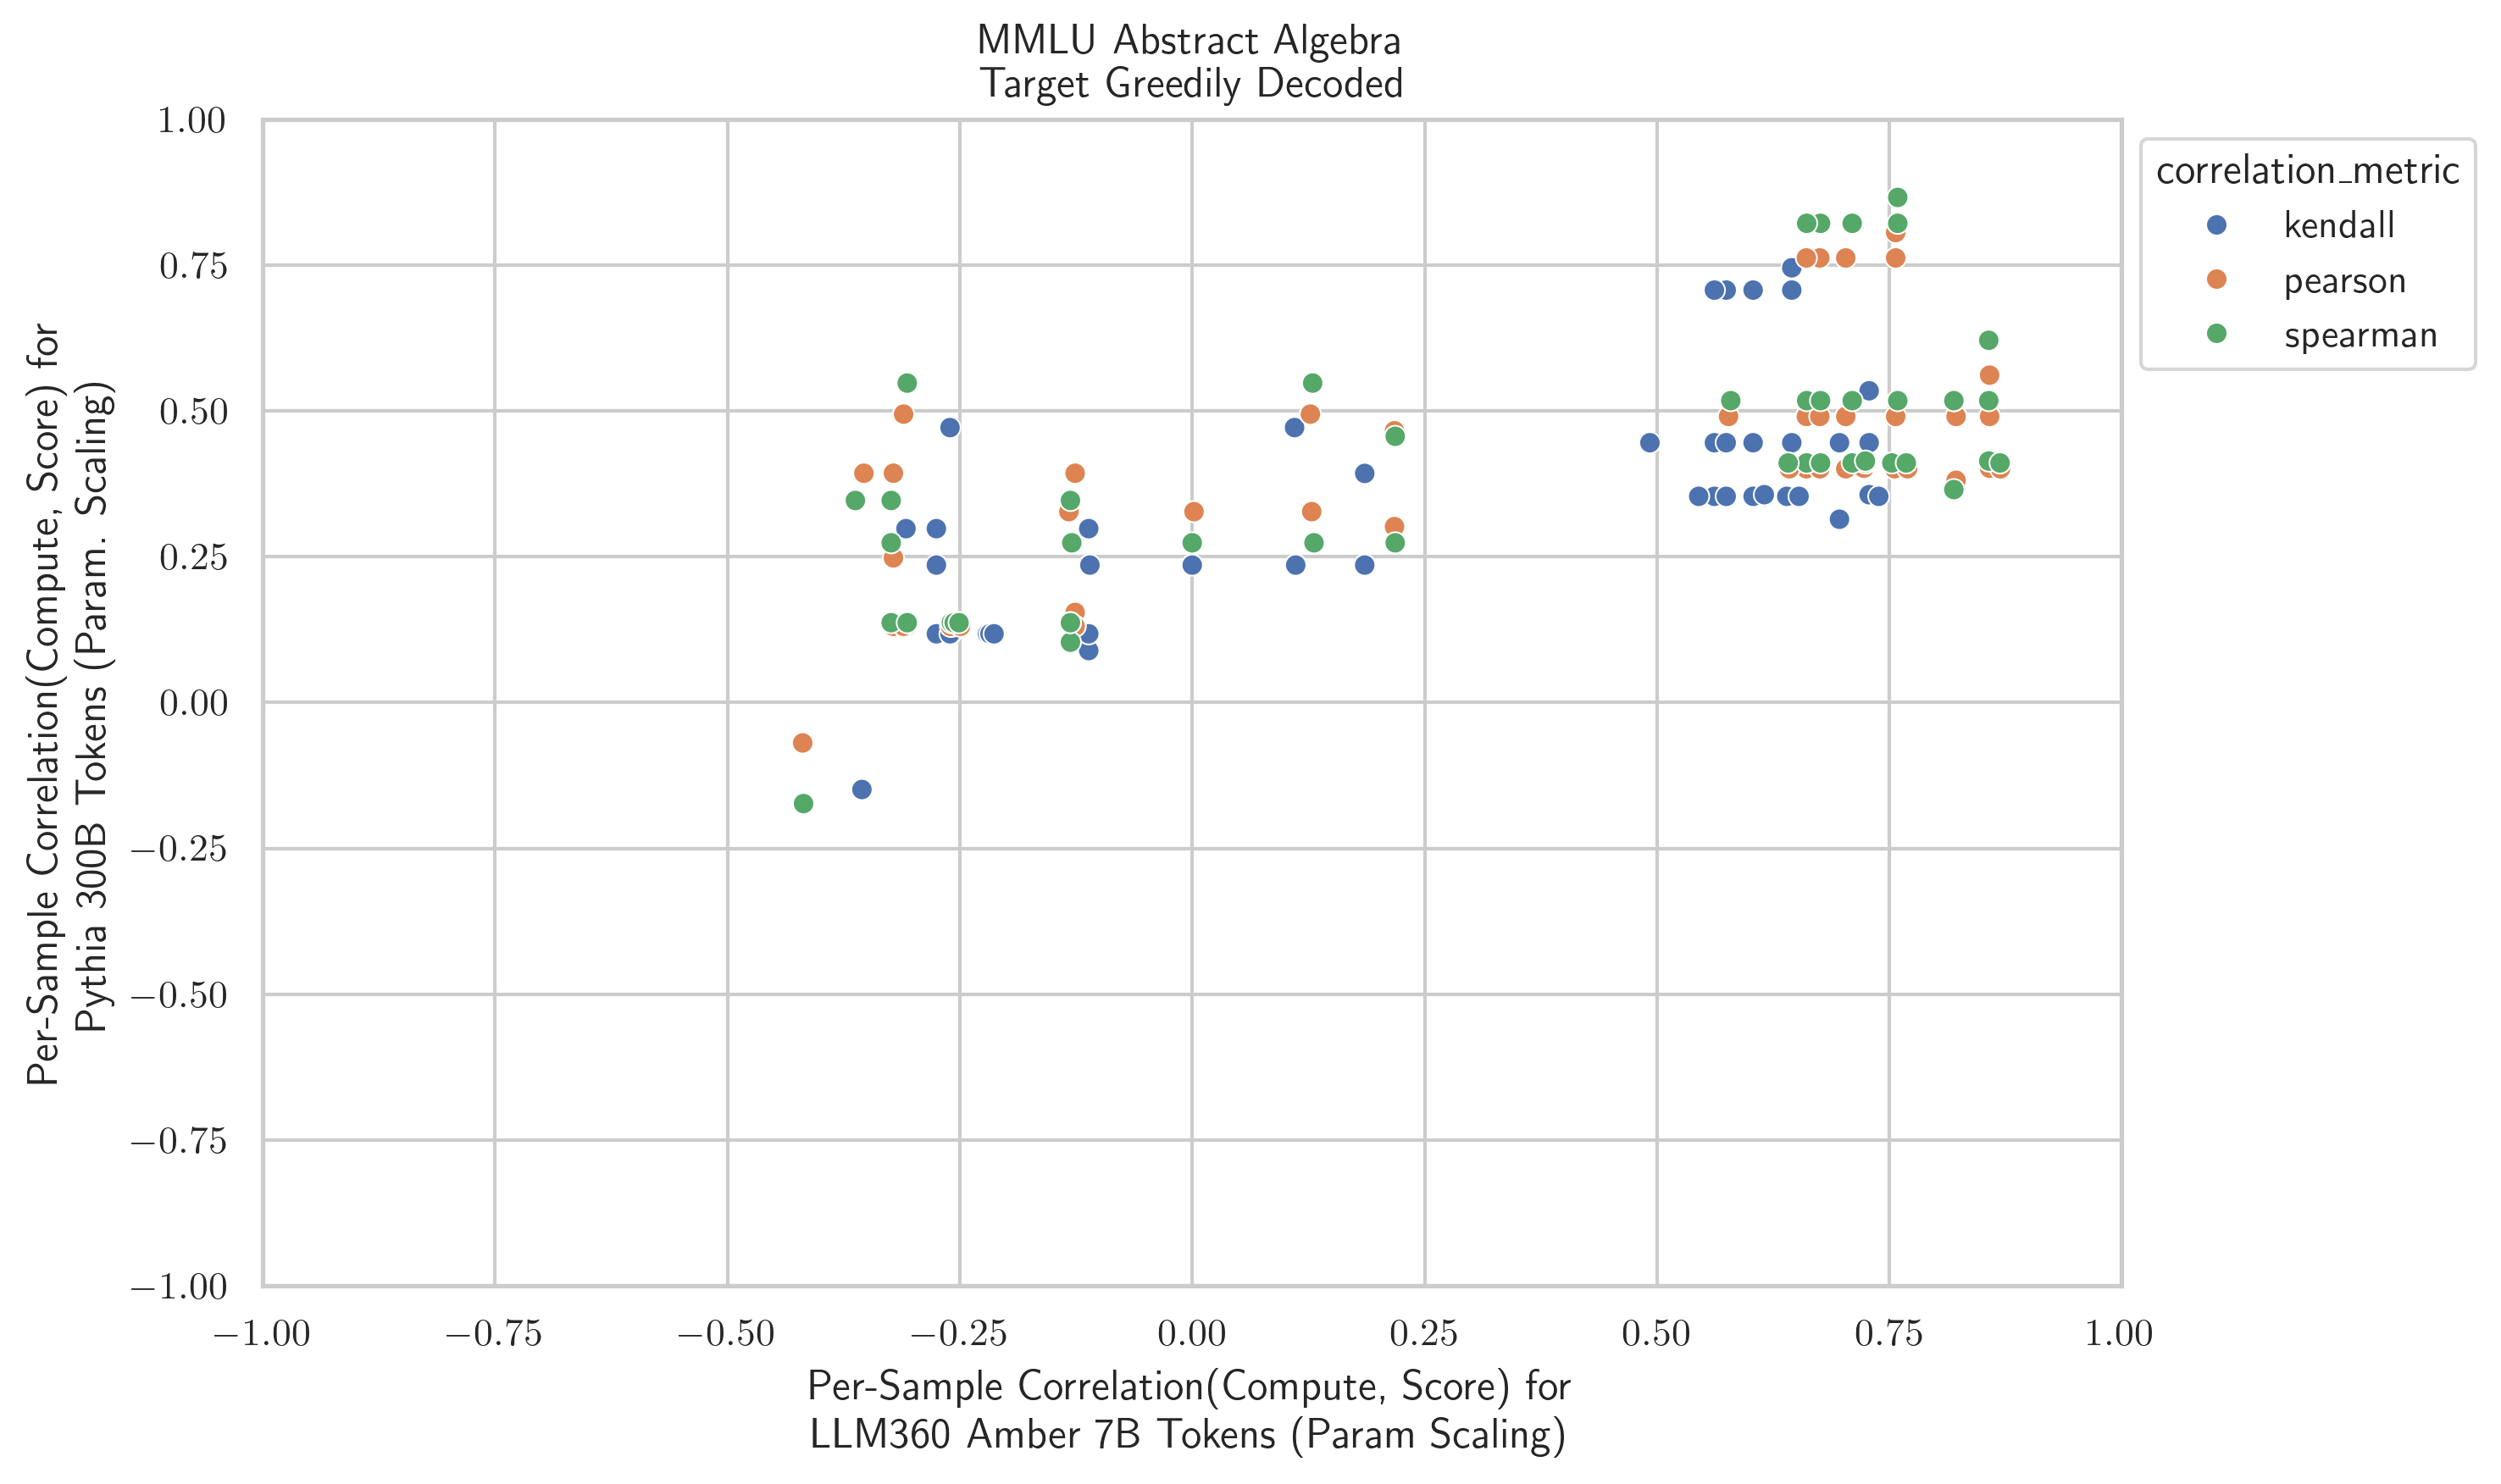 MMLU Abstract Algebra
Target Greedily Decoded
1.00
0.75
0.50
0.25
0.00
−0.25
−0.50
−0.75
−1.00
Per-Sample Correlation(Compute, Score) for
Pythia 300B Tokens (Param. Scaling)
−1.00
−0.75
−0.50
−0.25
0.00
0.25
0.50
0.75
1.00
Per-Sample Correlation(Compute, Score) for
LLM360 Amber 7B Tokens (Param Scaling)
correlation_metric
kendall
pearson
spearman